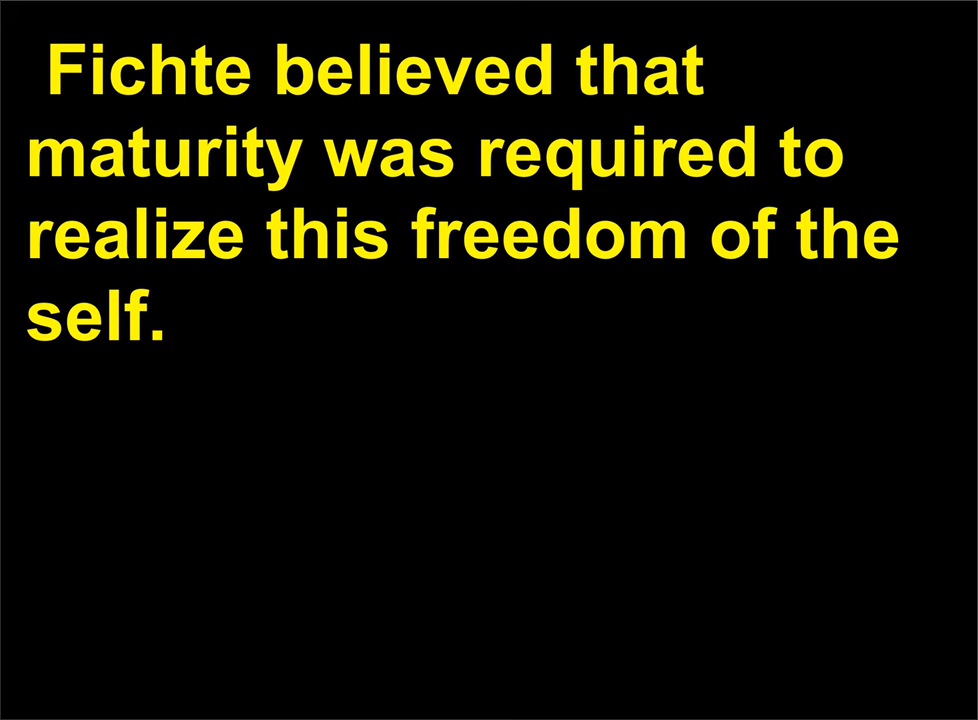 Fichte believed that
maturity was required to
realize this freedom of the
self.